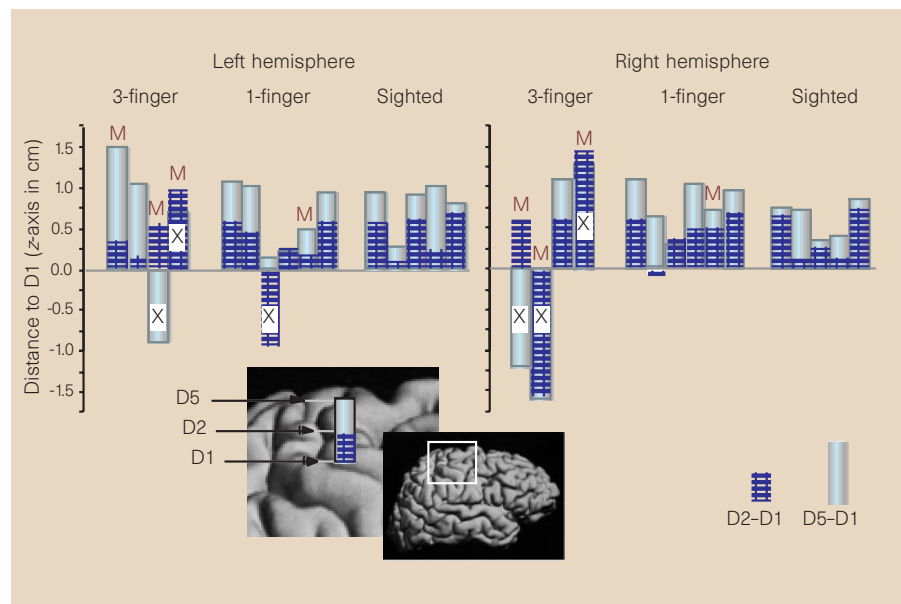 Left hemisphere
Right hemisphere
3-finger 1-finger Sighted
3-finger 1-finger Sighted
Distance to D1 (z-axis in cm)
1.5
1.0
0.5
0.0
-0.5
-1.0
-1.5
M
M
M
X
X
M
X
M
M
M
X
X
X
M
D5
D2
D1
D2–D1 D5–D1